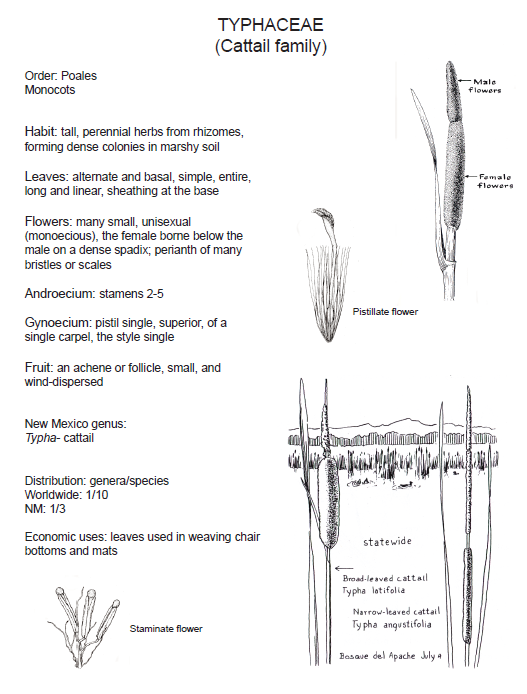 TYPHACEAE
(Cattail family)
Order: Poales
Monocots
Habit: tall, perennial herbs from rhizomes,
forming dense colonies in marshy soil
Leaves: alternate and basal, simple, entire,
long and linear, sheathing at the base
Flowers: many small, unisexual
(monoecious), the female borne below the
male on a dense spadix; perianth of many
bristles or scales
Androecium: stamens 2-5
Gynoecium: pistil single, superior, of a
single carpel, the style single
Fruit: an achene or follicle, small, and
wind-dispersed
New Mexico genus:
Typha- cattail
Distribution: genera/species
Worldwide: 1/10
NM: 1/3
Economic uses: leaves used in weaving chair
bottoms and mats
Staminate flower
Male
flowers
Female
flowers
Pistillate flower
statewide
Broad-leaved cattail
Typha latifolia
Narrow-leaved cattail
Typha angustifolia
Bosque del Apache July 9